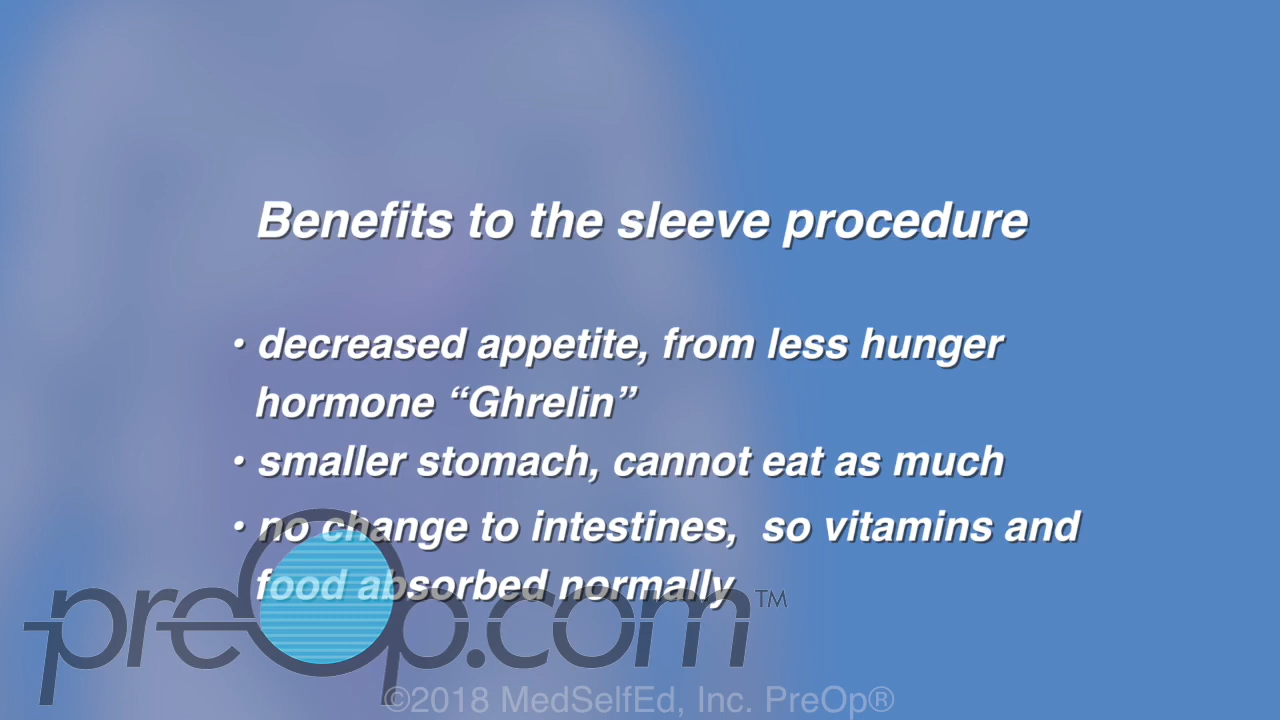 Benefits to the sleeve procedure
• decreased appetite, from less hunger
hormone “Ghrelin”
• smaller stomach, cannot eat as much
• no change to intestines,  so vitamins and
food absorbed normally
preOp.com™
©2018 MedSelfEd, Inc. PreOp®